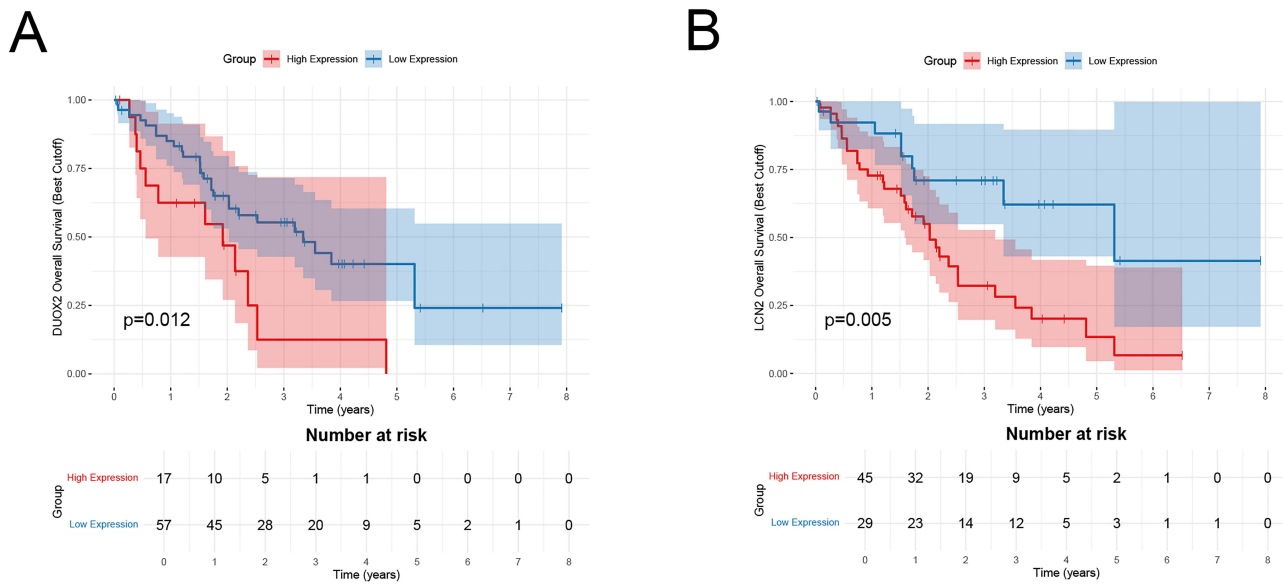 A
Group High Expression Low Expression
DUOX2 Overall Survival (Best Cutoff)
1.00
0.75
0.50
0.25
0.00
p=0.012
0 1 2 3 4 5 6 7 8
Time (years)
Number at risk
Group
High Expression 17 10 5 1 1 0 0 0 0
Low Expression 57 45 28 20 9 5 2 1 0
0 1 2 3 4 5 6 7 8
Time (years)
B
Group High Expression Low Expression
LCN2 Overall Survival (Best Cutoff)
1.00
0.75
0.50
0.25
0.00
p=0.005
0 1 2 3 4 5 6 7 8
Time (years)
Number at risk
Group
High Expression 45 32 19 9 5 2 1 0 0
Low Expression 29 23 14 12 5 3 1 1 0
0 1 2 3 4 5 6 7 8
Time (years)